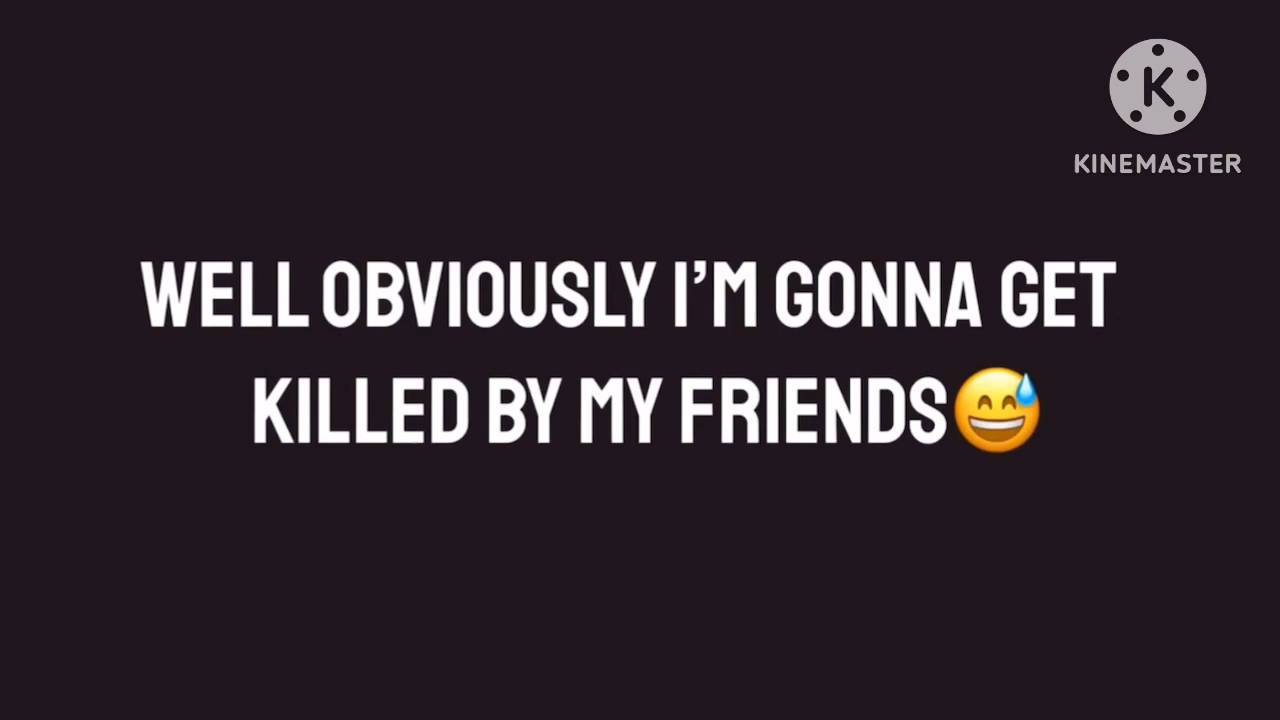 K
KINEMASTER
WELL OBVIOUSLY I’M GONNA GET
KILLED BY MY FRIENDS😅